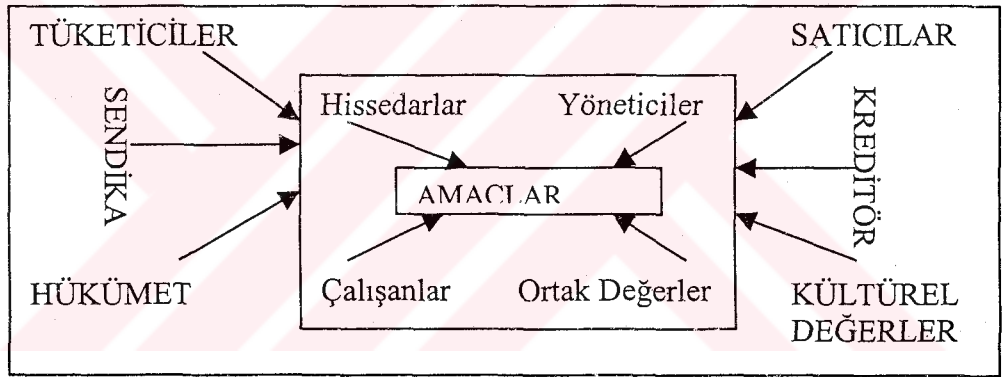 TÜKETİCİLER
SATICILAR
SENDİKA
Hissedarlar
Yöneticiler
KREDİTÖR
AMAÇLAR
HÜKÜMET
Çalışanlar
Ortak Değerler
KÜLTÜREL
DEĞERLER